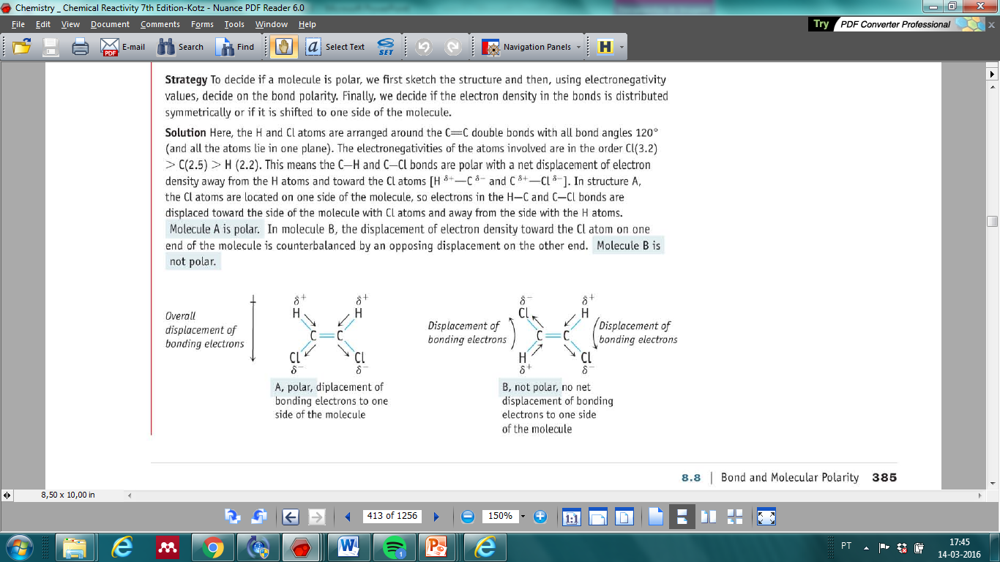 Chemistry _ Chemical Reactivity 7th Edition-Kotz - Nuance PDF Reader 6.0
File Edit View Document Comments Forms Tools Window Help
Try PDF Converter Professional
PDF E-mail Search Find a Select Text SET Navigation Panels H
Strategy To decide if a molecule is polar, we first sketch the structure and then, using electronegativity
values, decide on the bond polarity. Finally, we decide if the electron density in the bonds is distributed
symmetrically or if it is shifted to one side of the molecule.
Solution Here, the H and Cl atoms are arranged around the C=C double bonds with all bond angles 120°
(and all the atoms lie in one plane). The electronegativities of the atoms involved are in the order Cl(3.2)
> C(2.5) > H (2.2). This means the C—H and C—Cl bonds are polar with a net displacement of electron
density away from the H atoms and toward the Cl atoms [H δ+—C δ− and C δ+—Cl δ−]. In structure A,
the Cl atoms are located on one side of the molecule, so electrons in the H—C and C—Cl bonds are
displaced toward the side of the molecule with Cl atoms and away from the side with the H atoms.
Molecule A is polar. In molecule B, the displacement of electron density toward the Cl atom on one
end of the molecule is counterbalanced by an opposing displacement on the other end. Molecule B is
not polar.
Overall
displacement of
bonding electrons
δ+ δ+
H H
C=C
Cl Cl
δ− δ−
A, polar, diplacement of
bonding electrons to one
side of the molecule
Displacement of
bonding electrons
δ− δ+
Cl H
C=C
H Cl
δ+ δ−
Displacement of
bonding electrons
B, not polar, no net
displacement of bonding
electrons to one side
of the molecule
8.8 | Bond and Molecular Polarity 385
8,50 x 10,00 in
413 of 1256 150% 1:1
W 1 P
PT 17:45
14-03-2016